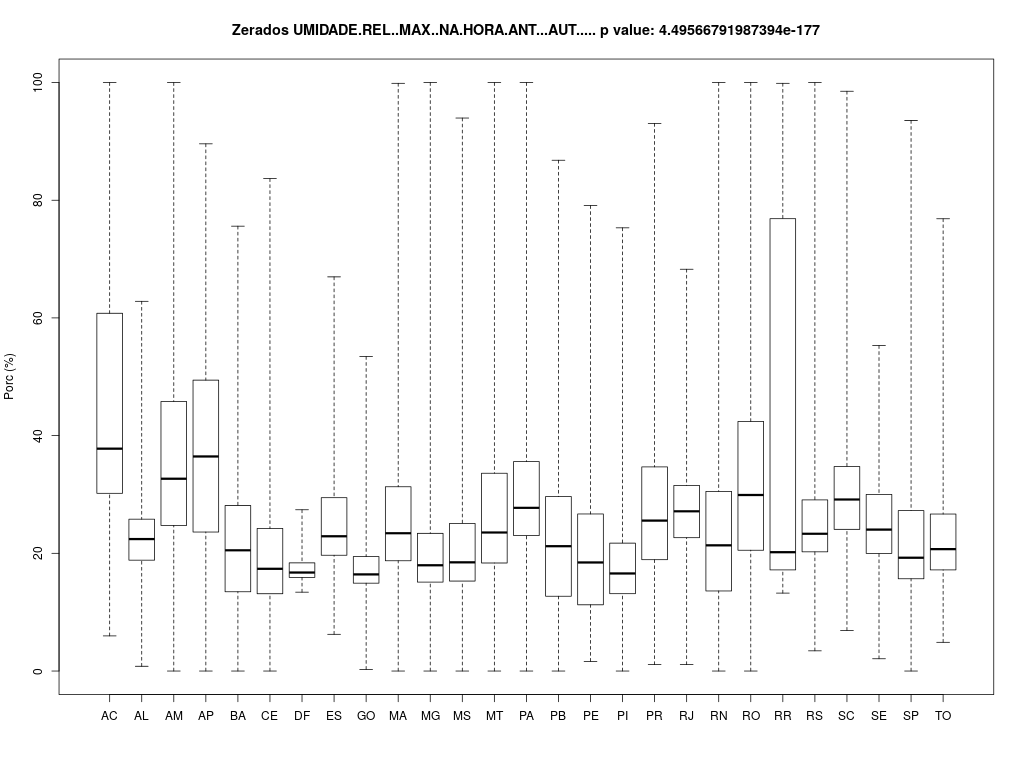 Zerados UMIDADE.REL..MAX..NA.HORA.ANT...AUT..... p value: 4.49566791987394e-177
100
80
60
40
20
0
Porc (%)
AC AL AM AP BA CE DF ES GO MA MG MS MT PA PB PE PI PR RJ RN RO RR RS SC SE SP TO